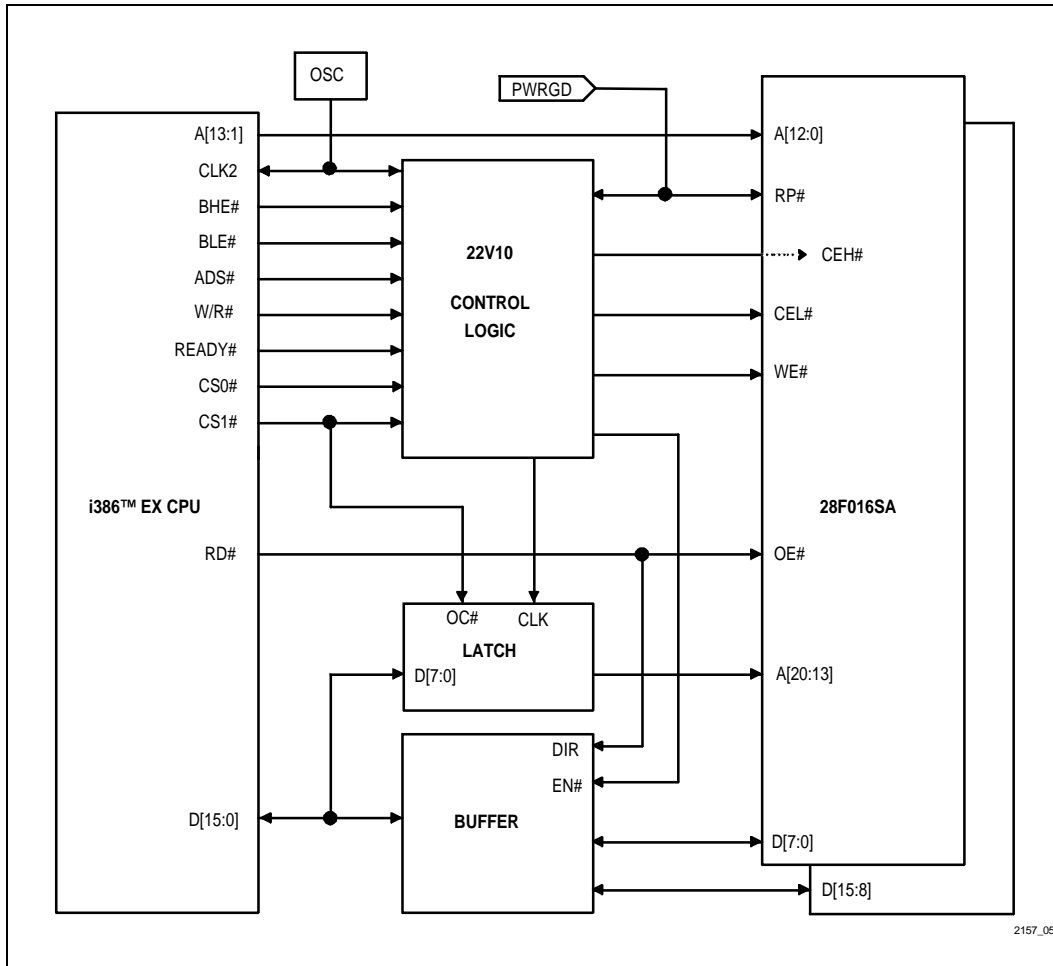 OSC
PWRGD
A[13:1]
CLK2
BHE#
BLE#
ADS#
W/R#
READY#
CS0#
CS1#
i386™ EX CPU
RD#
D[15:0]
22V10
CONTROL
LOGIC
OC#
CLK
LATCH
D[7:0]
DIR
EN#
BUFFER
A[12:0]
RP#
CEH#
CEL#
WE#
28F016SA
OE#
A[20:13]
D[7:0]
D[15:8]
2157_05